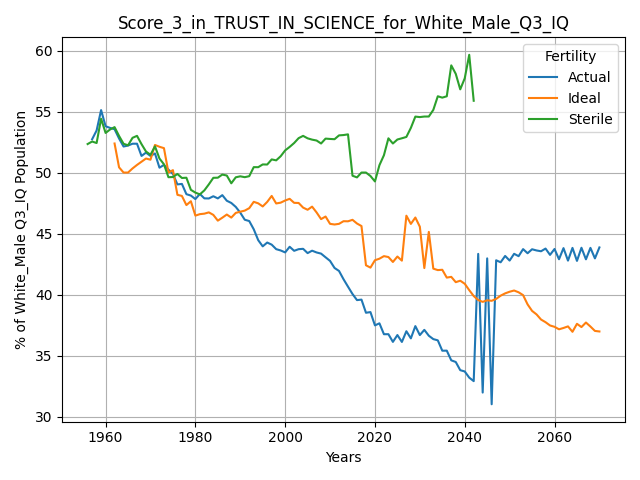 Score_3_in_TRUST_IN_SCIENCE_for_White_Male_Q3_IQ
% of White_Male Q3_IQ Population
60
55
50
45
40
35
30
Fertility
Actual
Ideal
Sterile
1960 1980 2000 2020 2040 2060
Years